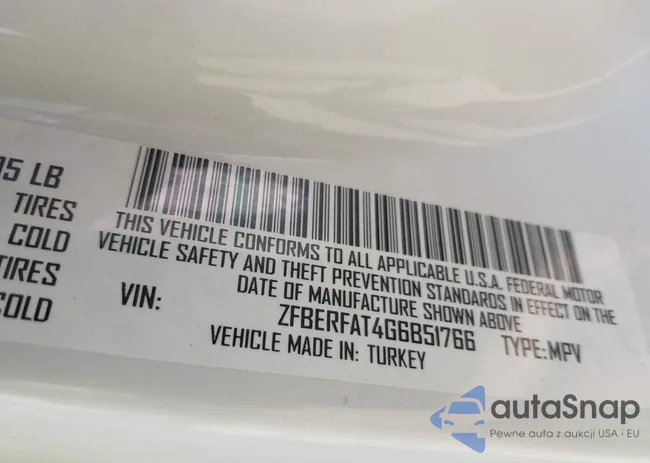 05 LB
TIRES
COLD
TIRES
COLD
THIS VEHICLE CONFORMS TO ALL APPLICABLE U.S.A. FEDERAL MOTOR
VEHICLE SAFETY AND THEFT PREVENTION STANDARDS IN EFFECT ON THE
DATE OF MANUFACTURE SHOWN ABOVE
VIN: ZFBERFAT4G6B51766 TYPE: MPV
VEHICLE MADE IN: TURKEY
autaSnap
Pewne auta z aukcji USA i EU